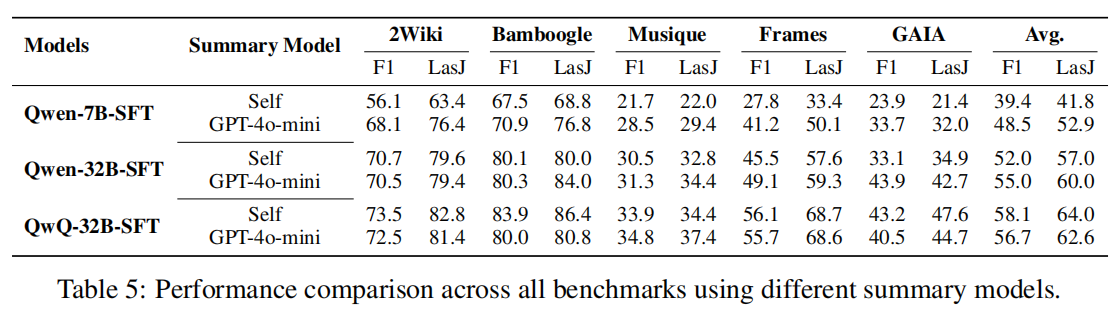 Models Summary Model 2Wiki Bamboogle Musique Frames GAIA Avg.
F1 LasJ F1 LasJ F1 LasJ F1 LasJ F1 LasJ F1 LasJ
Qwen-7B-SFT Self 56.1 63.4 67.5 68.8 21.7 22.0 27.8 33.4 23.9 21.4 39.4 41.8
GPT-4o-mini 68.1 76.4 70.9 76.8 28.5 29.4 41.2 50.1 33.7 32.0 48.5 52.9
Qwen-32B-SFT Self 70.7 79.6 80.1 80.0 30.5 32.8 45.5 57.6 33.1 34.9 52.0 57.0
GPT-4o-mini 70.5 79.4 80.3 84.0 31.3 34.4 49.1 59.3 43.9 42.7 55.0 60.0
QwQ-32B-SFT Self 73.5 82.8 83.9 86.4 33.9 34.4 56.1 68.7 43.2 47.6 58.1 64.0
GPT-4o-mini 72.5 81.4 80.0 80.8 34.8 37.4 55.7 68.6 40.5 44.7 56.7 62.6
Table 5: Performance comparison across all benchmarks using different summary models.